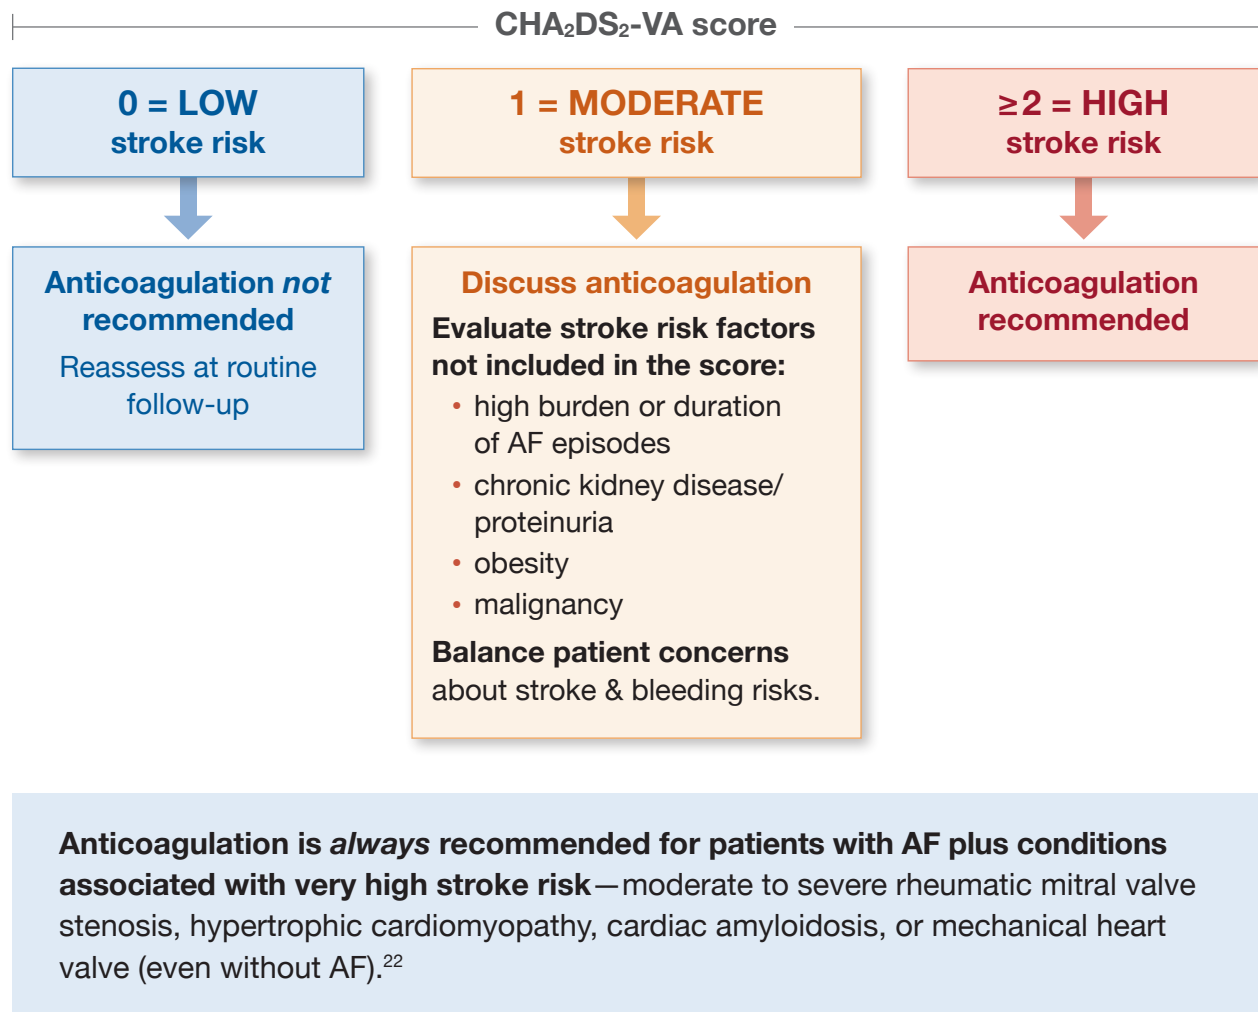 CHA₂DS₂-VA score
0 = LOW
stroke risk
Anticoagulation not
recommended
Reassess at routine
follow-up
1 = MODERATE
stroke risk
Discuss anticoagulation
Evaluate stroke risk factors
not included in the score:
• high burden or duration
of AF episodes
• chronic kidney disease/
proteinuria
• obesity
• malignancy
Balance patient concerns
about stroke & bleeding risks.
≥2 = HIGH
stroke risk
Anticoagulation
recommended
Anticoagulation is always recommended for patients with AF plus conditions
associated with very high stroke risk—moderate to severe rheumatic mitral valve
stenosis, hypertrophic cardiomyopathy, cardiac amyloidosis, or mechanical heart
valve (even without AF).²²